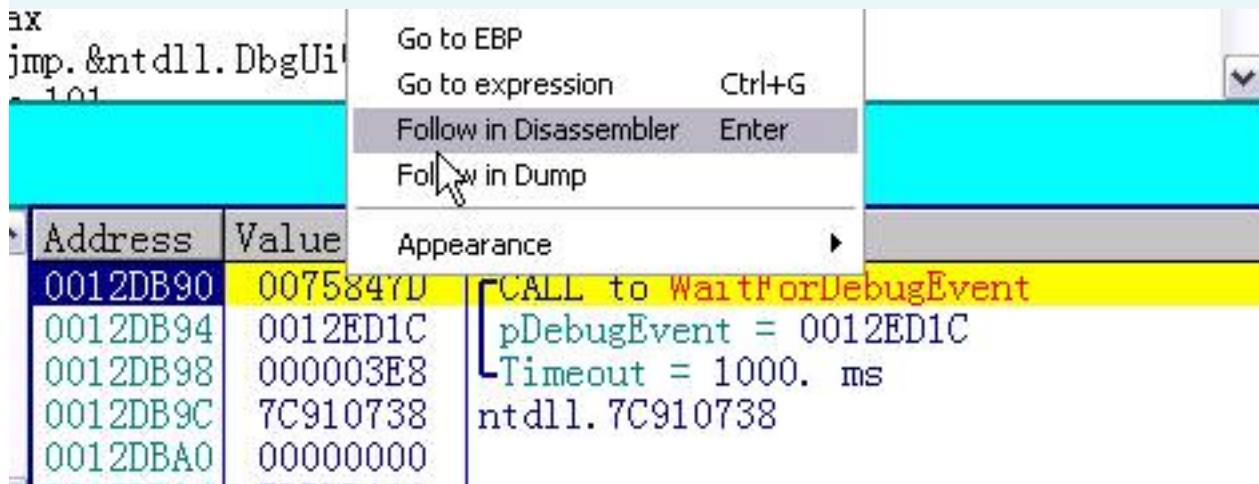 ax
jmp.&ntdll.DbgUi
101
Go to EBP
Go to expression Ctrl+G
Follow in Disassembler Enter
Follow in Dump
Appearance
Address Value
0012DB90 0075847D CALL to WaitForDebugEvent
0012DB94 0012ED1C pDebugEvent = 0012ED1C
0012DB98 000003E8 Timeout = 1000. ms
0012DB9C 7C910738 ntdll.7C910738
0012DBA0 00000000